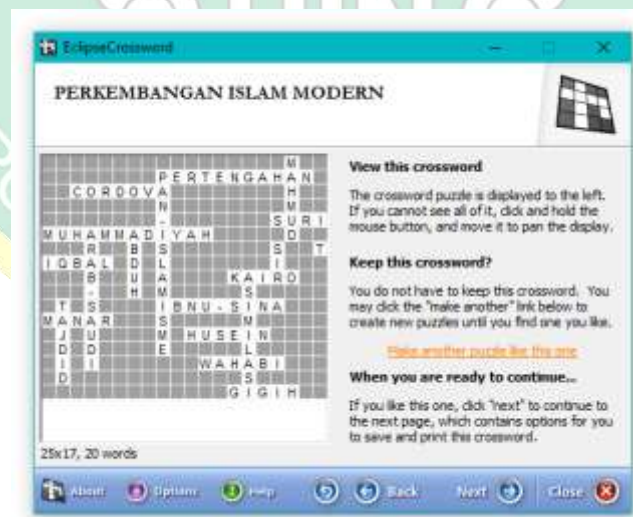 EclipseCrossword
PERKEMBANGAN ISLAM MODERN
PERTENGAHAN
CORDOVA
SURI
MUHAMMADIYAH
IQBAL
KAIRO
IBNU-SINA
MANAR
HUSEIN
WAHABI
GIGIH
View this crossword
The crossword puzzle is displayed to the left.
If you cannot see all of it, click and hold the
mouse button, and move it to pan the display.
Keep this crossword?
You do not have to keep this crossword. You
may click the "make another" link below to
create new puzzles until you find one you like.
Make another puzzle like this one
When you are ready to continue...
If you like this one, click "next" to continue to
the next page, which contains options for you
to save and print this crossword.
25x17, 20 words
About Options Help Back Next Close